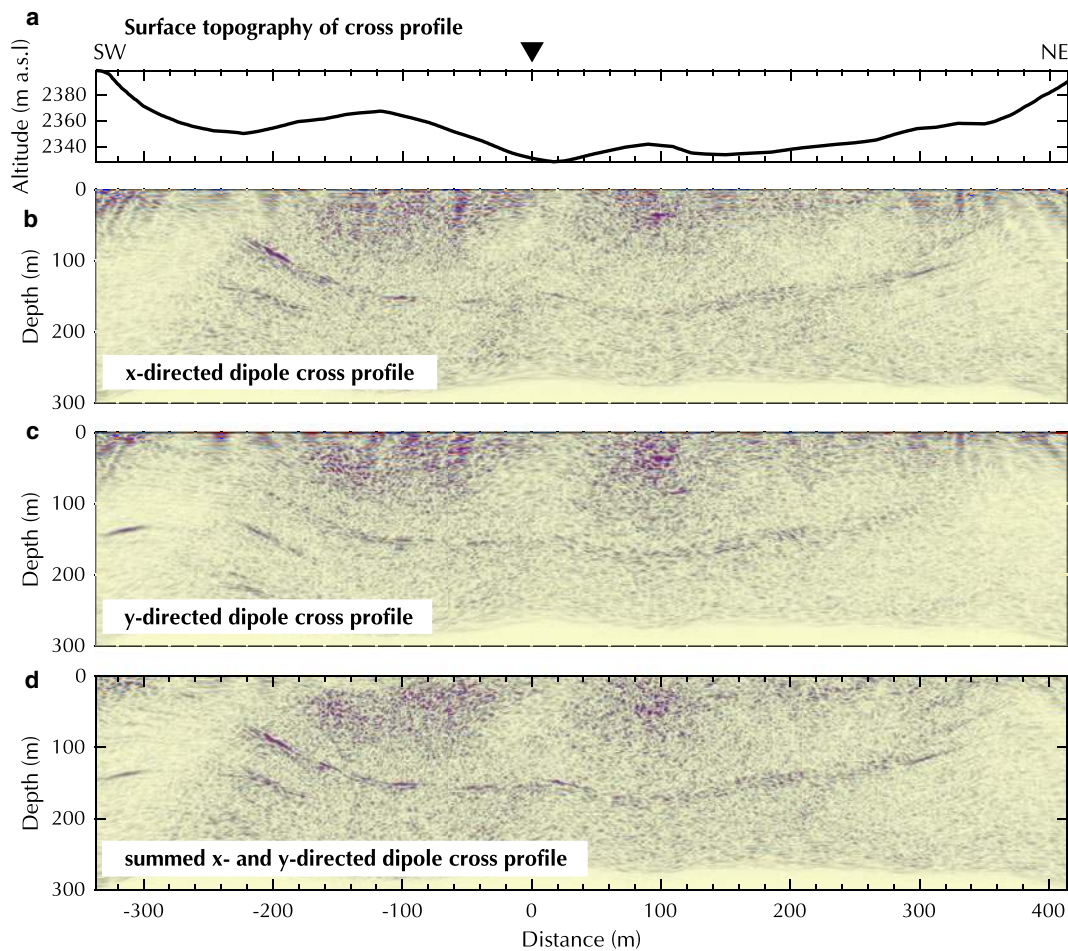 a
Surface topography of cross profile
SW
NE
Altitude (m a.s.l)
2380
2360
2340
b
Depth (m)
0
100
200
300
x-directed dipole cross profile
c
Depth (m)
0
100
200
300
y-directed dipole cross profile
d
Depth (m)
0
100
200
300
summed x- and y-directed dipole cross profile
-300 -200 -100 0 100 200 300 400
Distance (m)